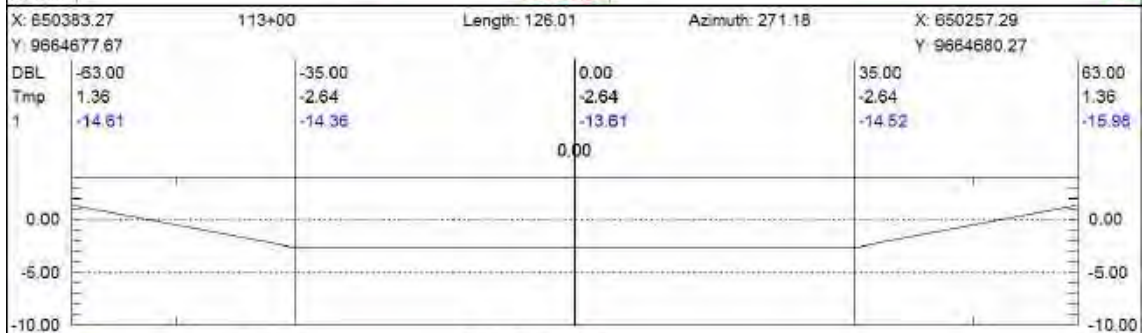 X: 650383.27 113+00 Length: 126.01 Azimuth: 271.18 X: 650257.29
Y: 9664677.67 Y: 9664680.27
DBL -63.00 -35.00 0.00 35.00 63.00
Tmp 1.36 -2.64 -2.64 -2.64 1.36
1 -14.61 -14.36 -13.61 -14.52 -15.98
0.00
0.00 0.00
-5.00 -5.00
-10.00 -10.00